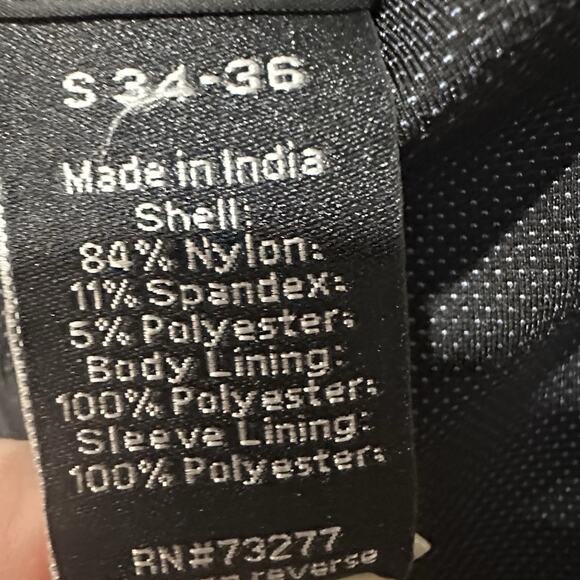 S 34-36
Made in India
Shell:
84% Nylon:
11% Spandex:
5% Polyester:
Body Lining:
100% Polyester:
Sleeve Lining:
100% Polyester:
RN#73277
reverse